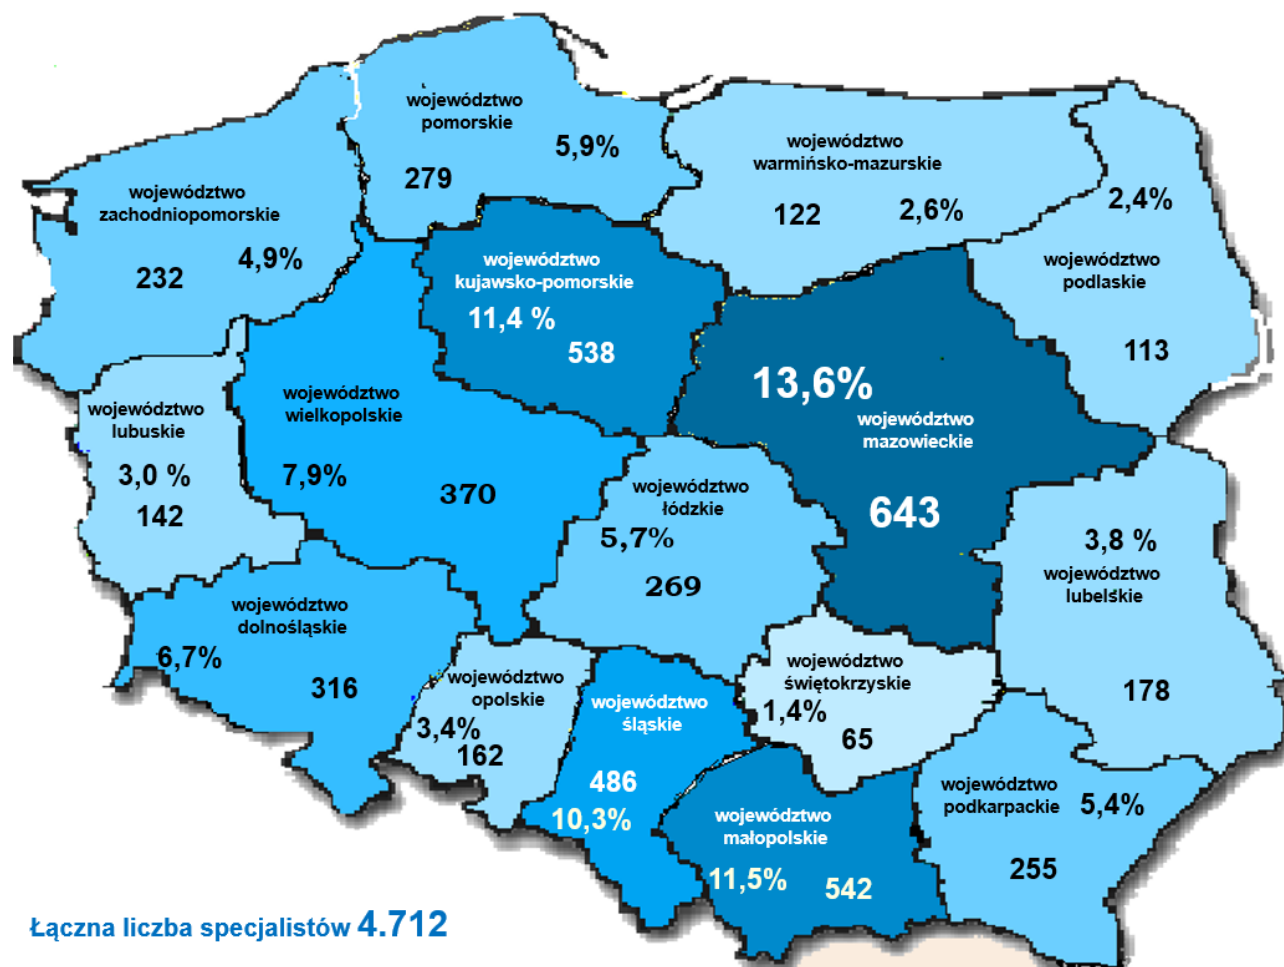 województwo
pomorskie
5,9%
279
województwo
warmińsko-mazurskie
122
2,6%
2,4%
województwo
podlaskie
113
województwo
zachodniopomorskie
232
4,9%
województwo
kujawsko-pomorskie
11,4 %
538
13,6%
województwo
mazowieckie
643
województwo
lubuskie
3,0 %
142
województwo
wielkopolskie
7,9%
370
województwo
łódzkie
5,7%
269
3,8 %
województwo
lubelśkie
178
województwo
dolnośląskie
6,7%
316
województwo
opolskie
3,4%
162
województwo
śląskie
486
10,3%
województwo
świętokrzyskie
1,4%
65
województwo
małopolskie
11,5%
542
województwo
podkarpackie
5,4%
255
Łączna liczba specjalistów 4.712